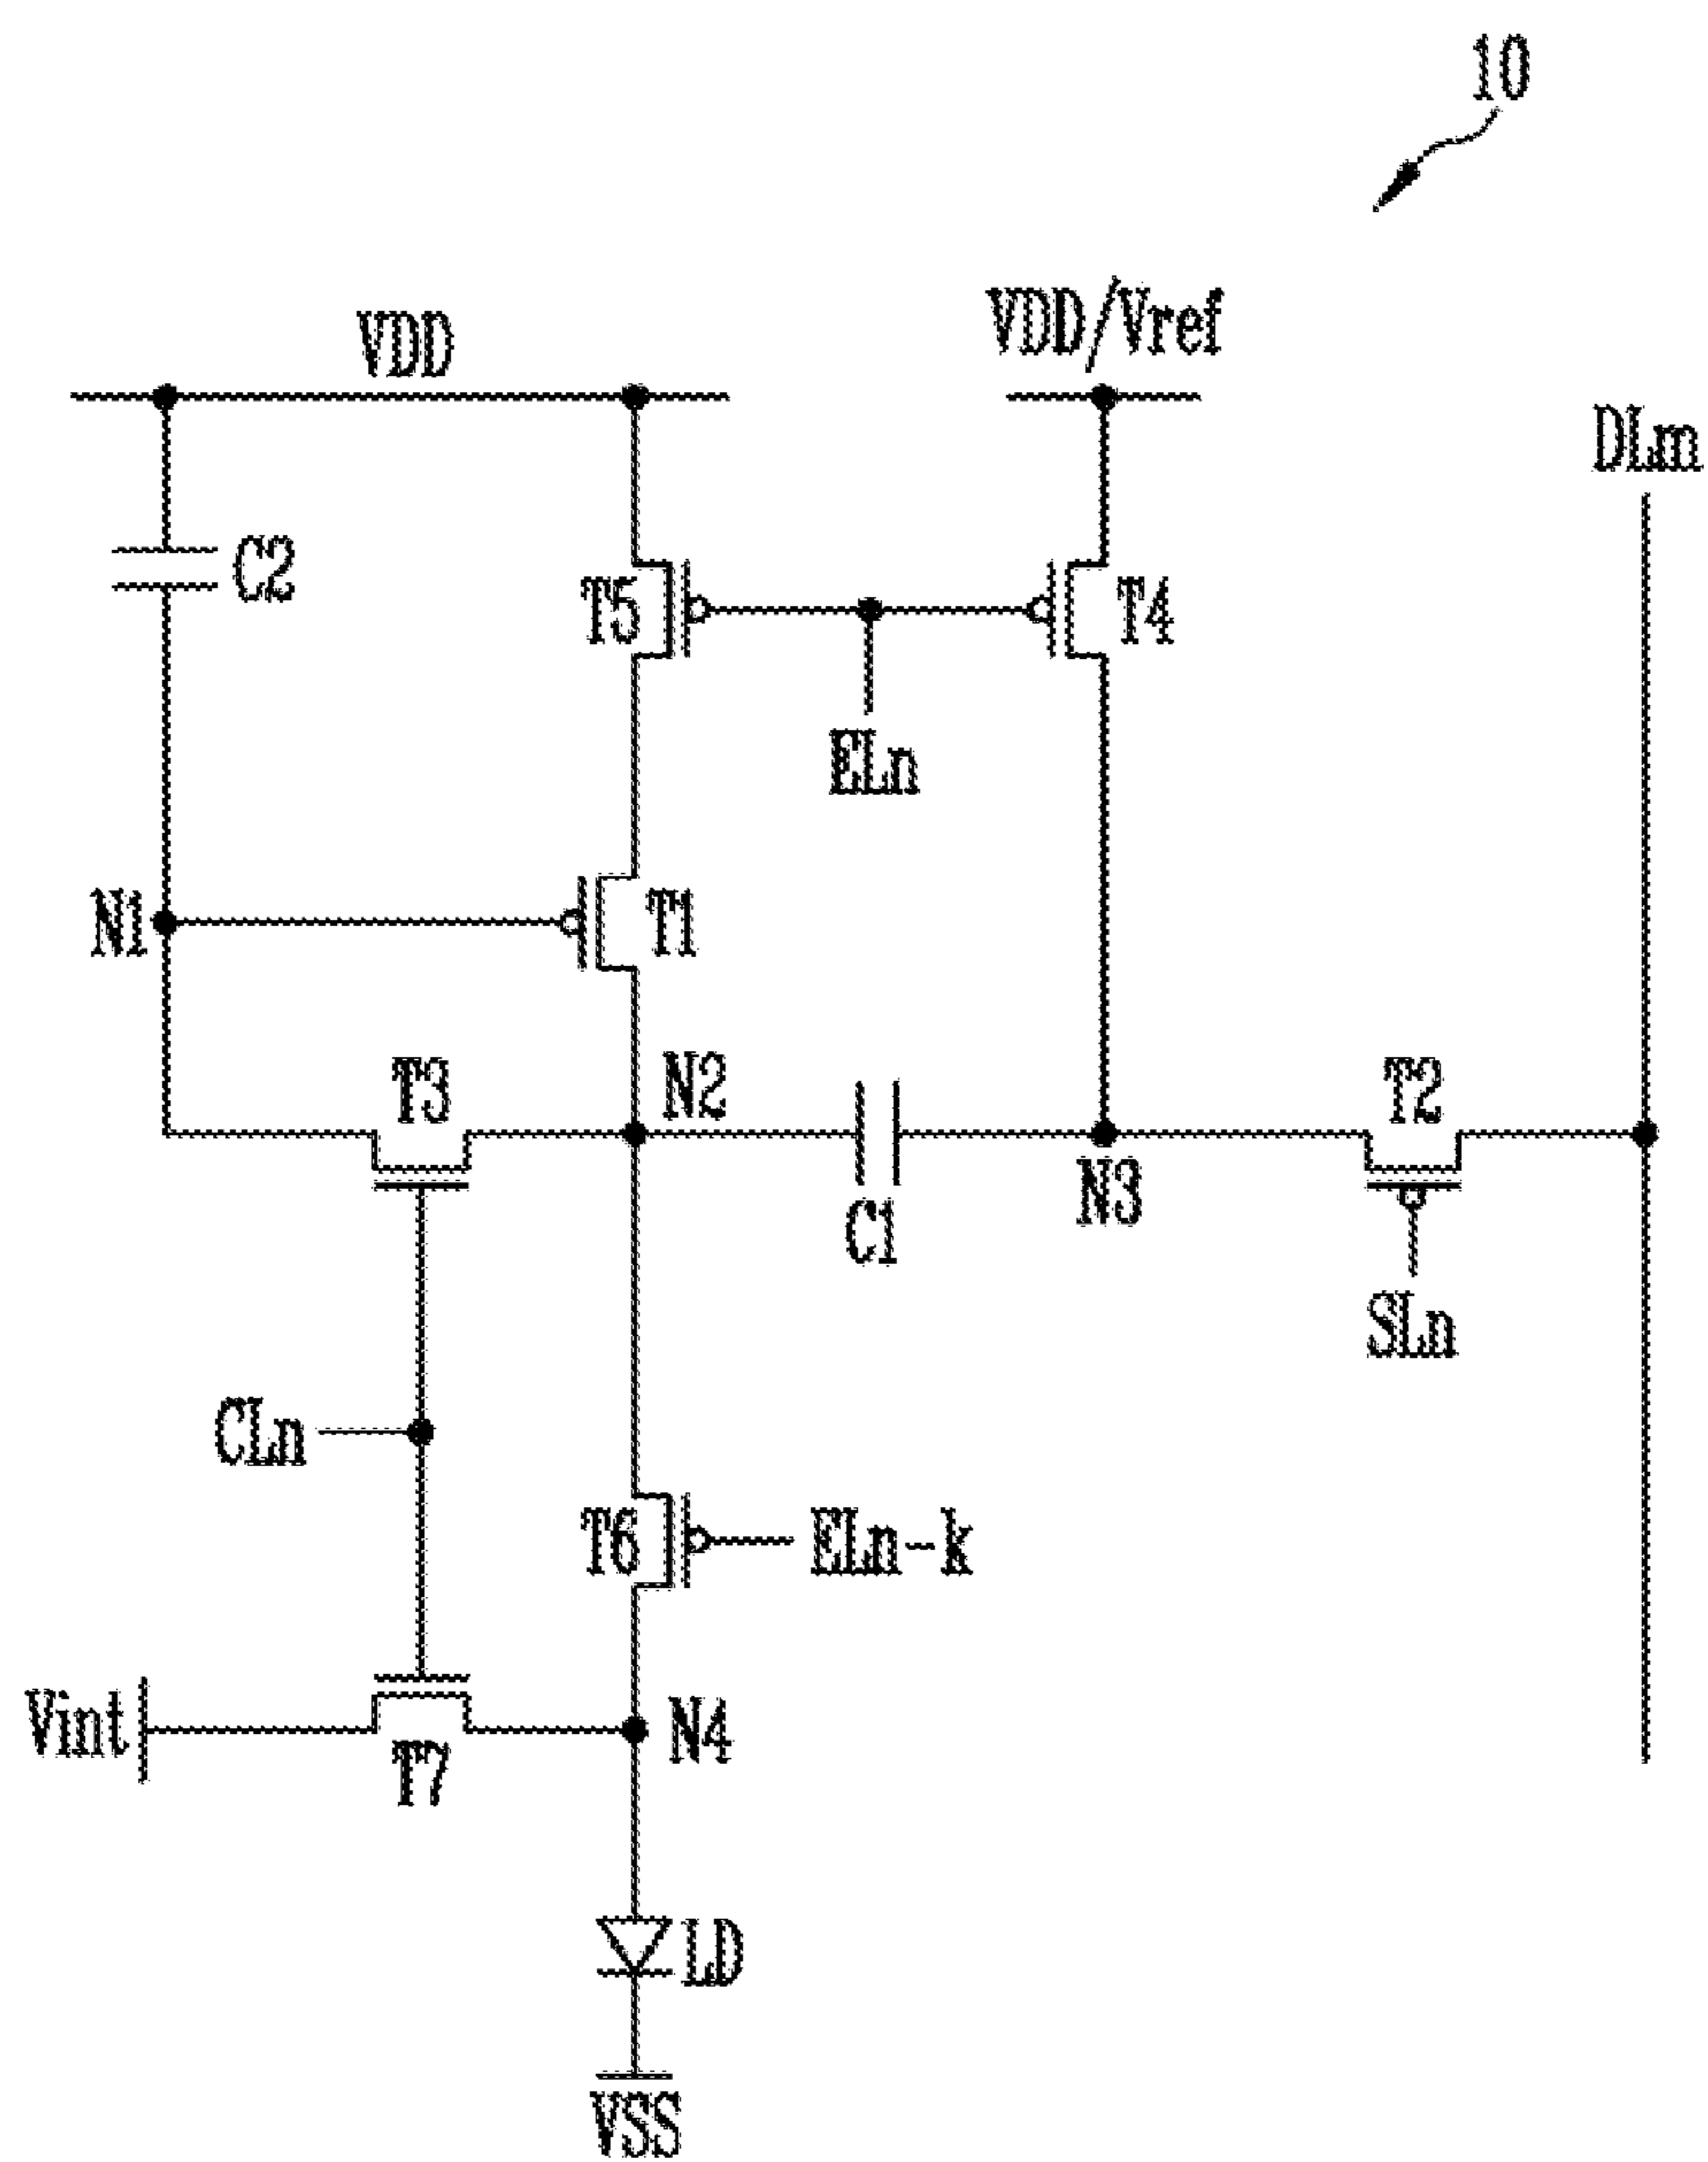 10
VDD
VDD/Vref
DLm
C2
T5
T4
ELn
N1
T1
T3
N2
T2
C1
N3
SLn
CLn
T6
ELn-k
Vint
T7
N4
LD
VSS